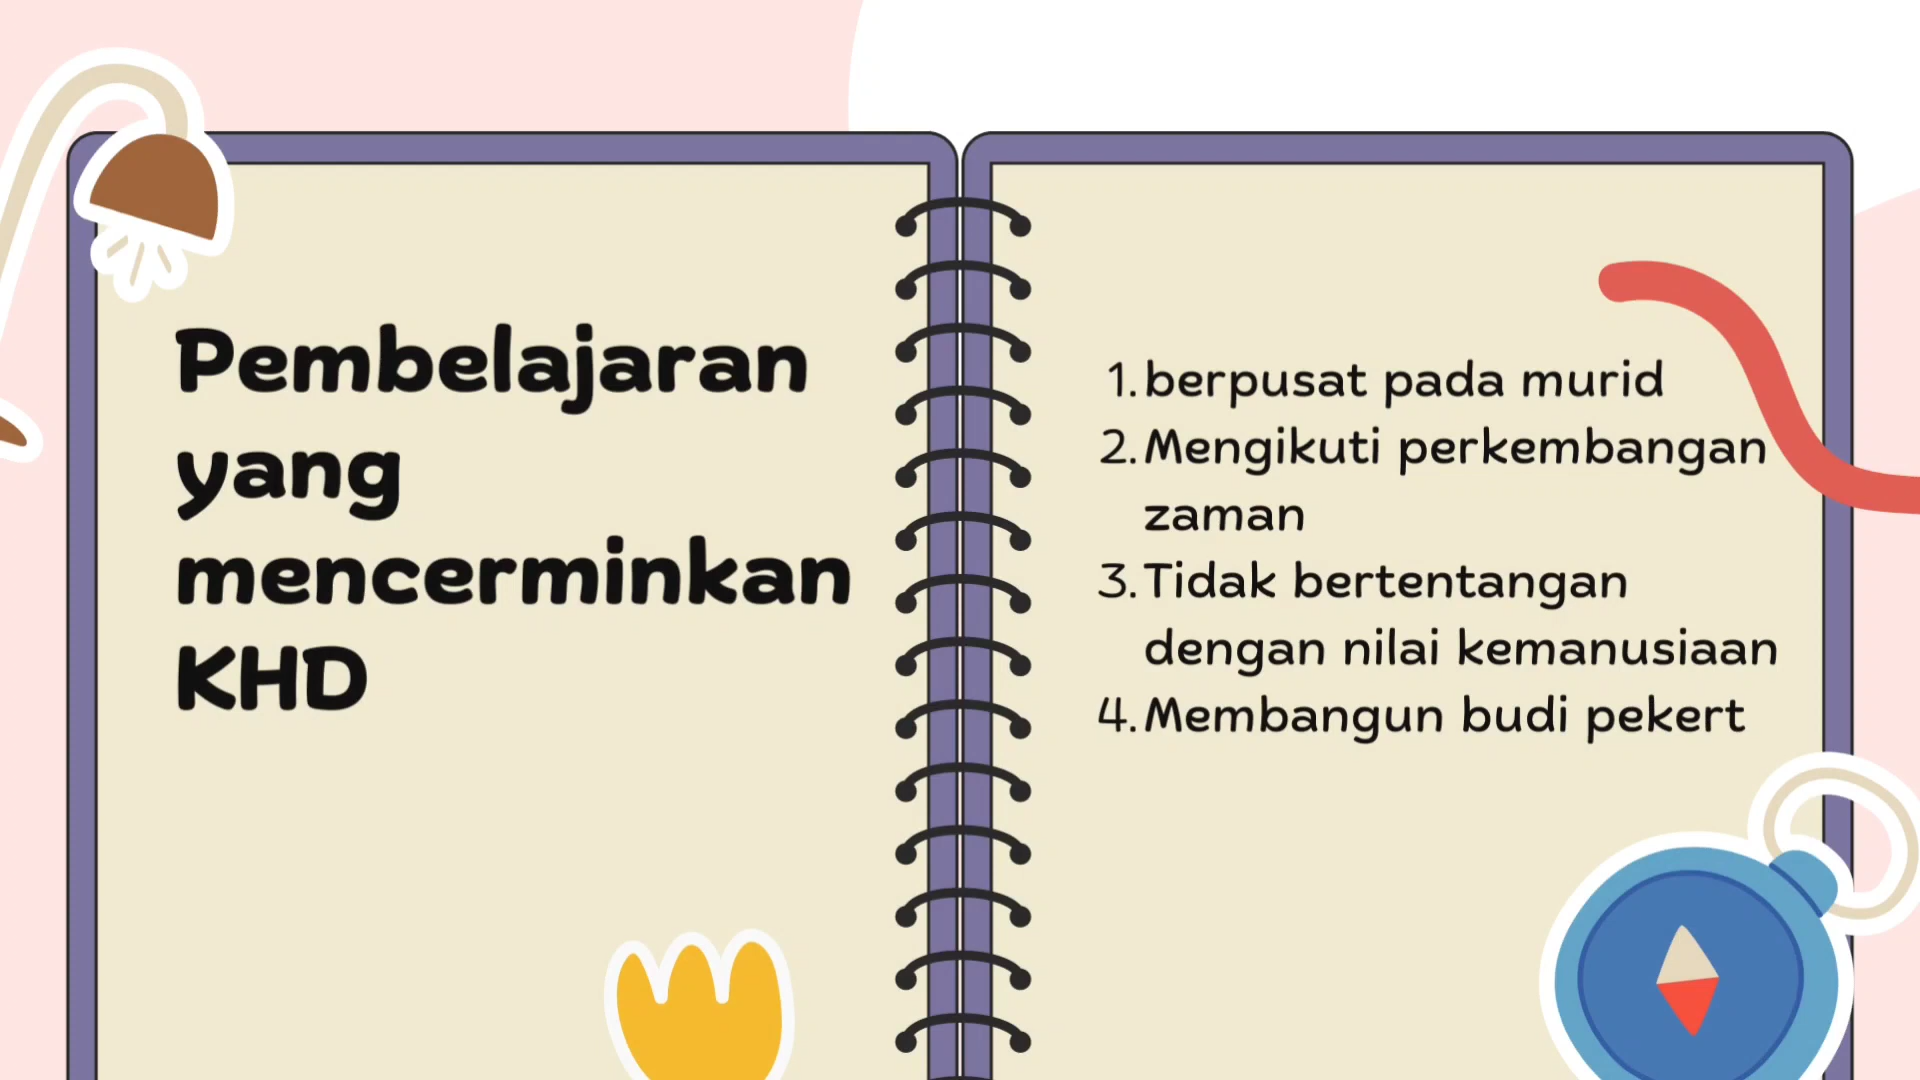 Pembelajaran
yang
mencerminkan
KHD
1. berpusat pada murid
2. Mengikuti perkembangan
zaman
3. Tidak bertentangan
dengan nilai kemanusiaan
4. Membangun budi pekert